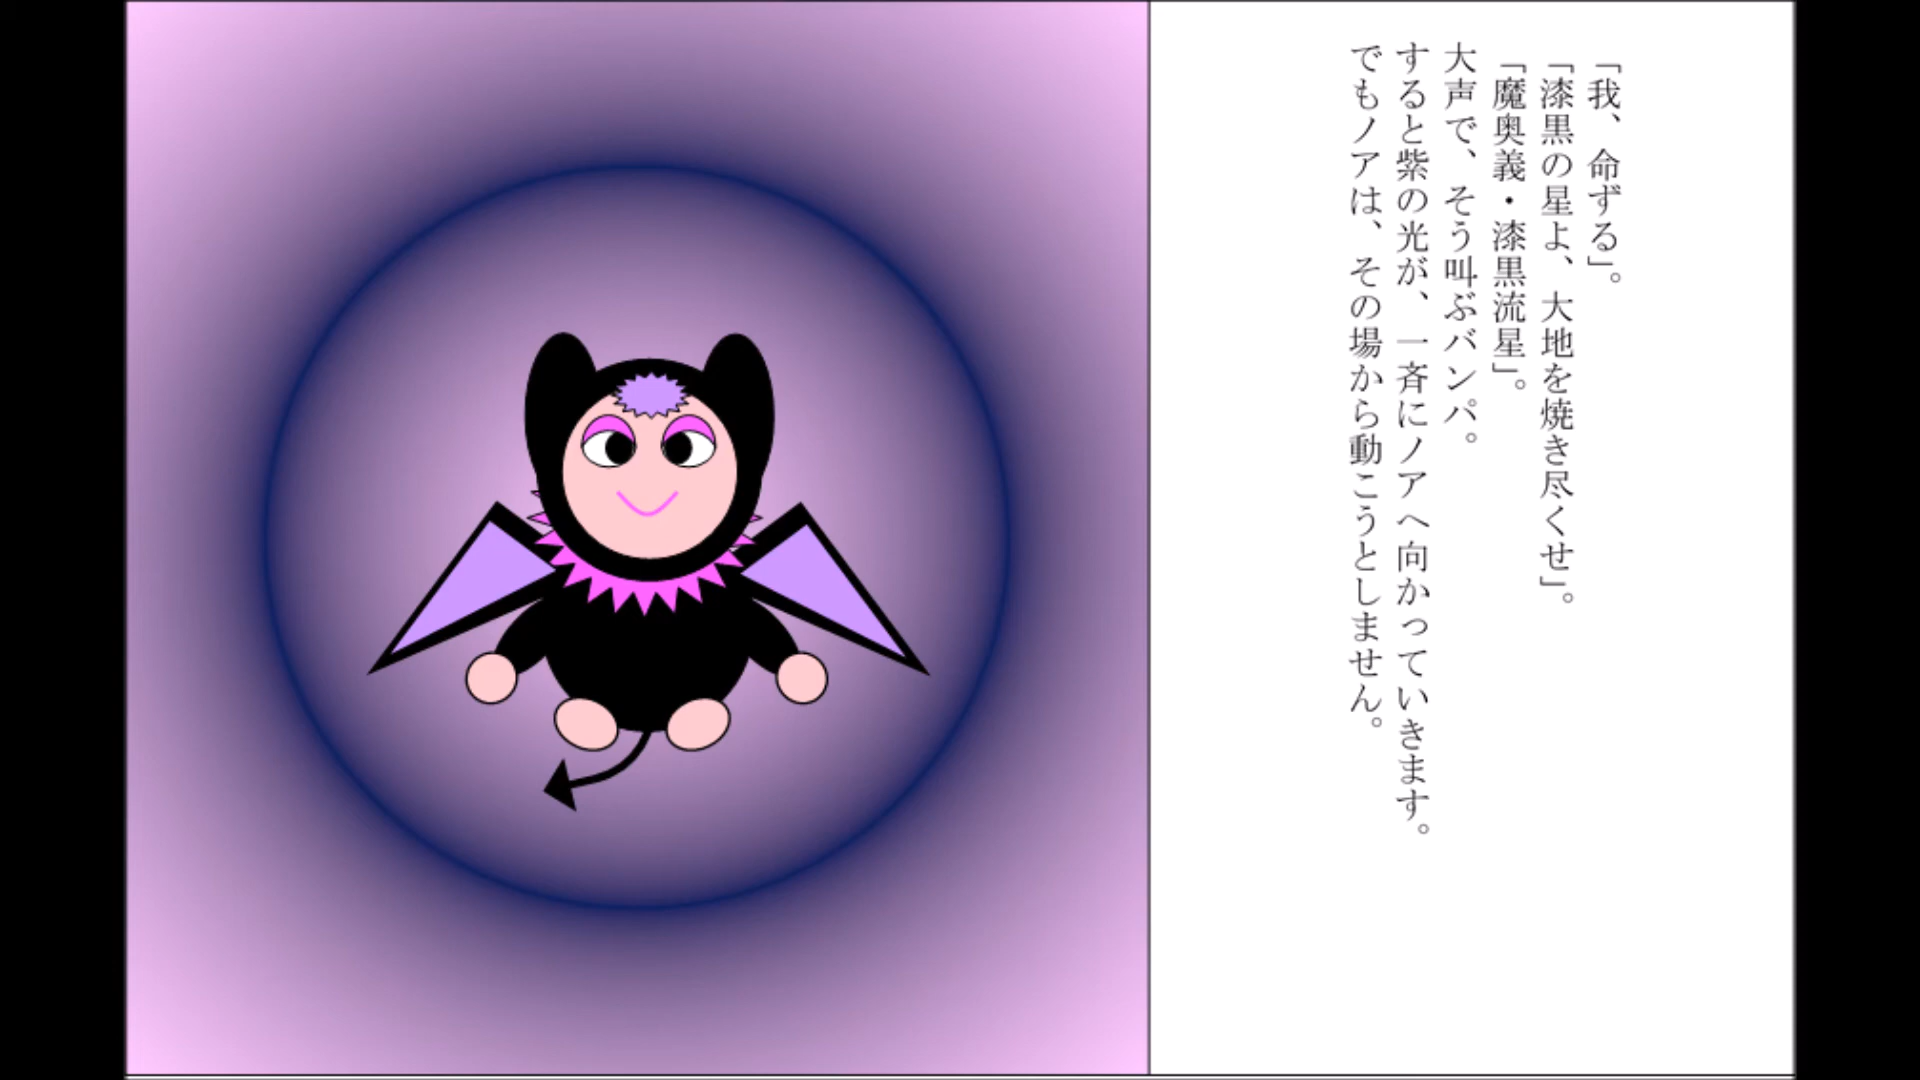 「我、命ずる」。
「漆黒の星よ、大地を焼き尽くせ」。
「魔奥義・漆黒流星」。
大声で、そう叫ぶバンパ。
すると紫の光が、一斉にノアへ向かっていきます。
でもノアは、その場から動こうとしません。